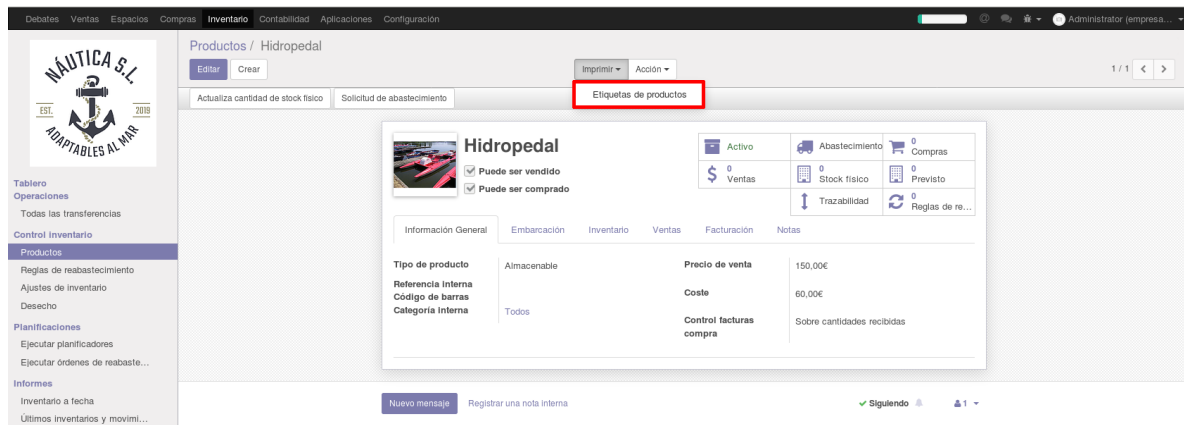 Debates Ventas Espacios Compras Inventario Contabilidad Aplicaciones Configuración
@ Administrator (empresa...
NÁUTICA S.L.
EST. 2019
ADAPTABLES AL MAR
Tablero
Operaciones
Todas las transferencias
Control inventario
Productos
Reglas de reabastecimiento
Ajustes de inventario
Desecho
Planificaciones
Ejecutar planificadores
Ejecutar órdenes de reabaste...
Informes
Inventario a fecha
Últimos inventarios y movimi...
Productos / Hidropedal
Editar Crear Imprimir Acción 1 / 1
Actualiza cantidad de stock físico Solicitud de abastecimiento Etiquetas de productos
Hidropedal
Puede ser vendido
Puede ser comprado
Activo Abastecimiento 0 Compras
0 Ventas 0 Stock físico 0 Previsto
Trazabilidad 0 Reglas de re...
Información General Embarcación Inventario Ventas Facturación Notas
Tipo de producto Almacenable
Referencia interna
Código de barras
Categoría interna Todos
Precio de venta 150,00€
Coste 60,00€
Control facturas compra Sobre cantidades recibidas
Nuevo mensaje Registrar una nota interna Siguiendo 1